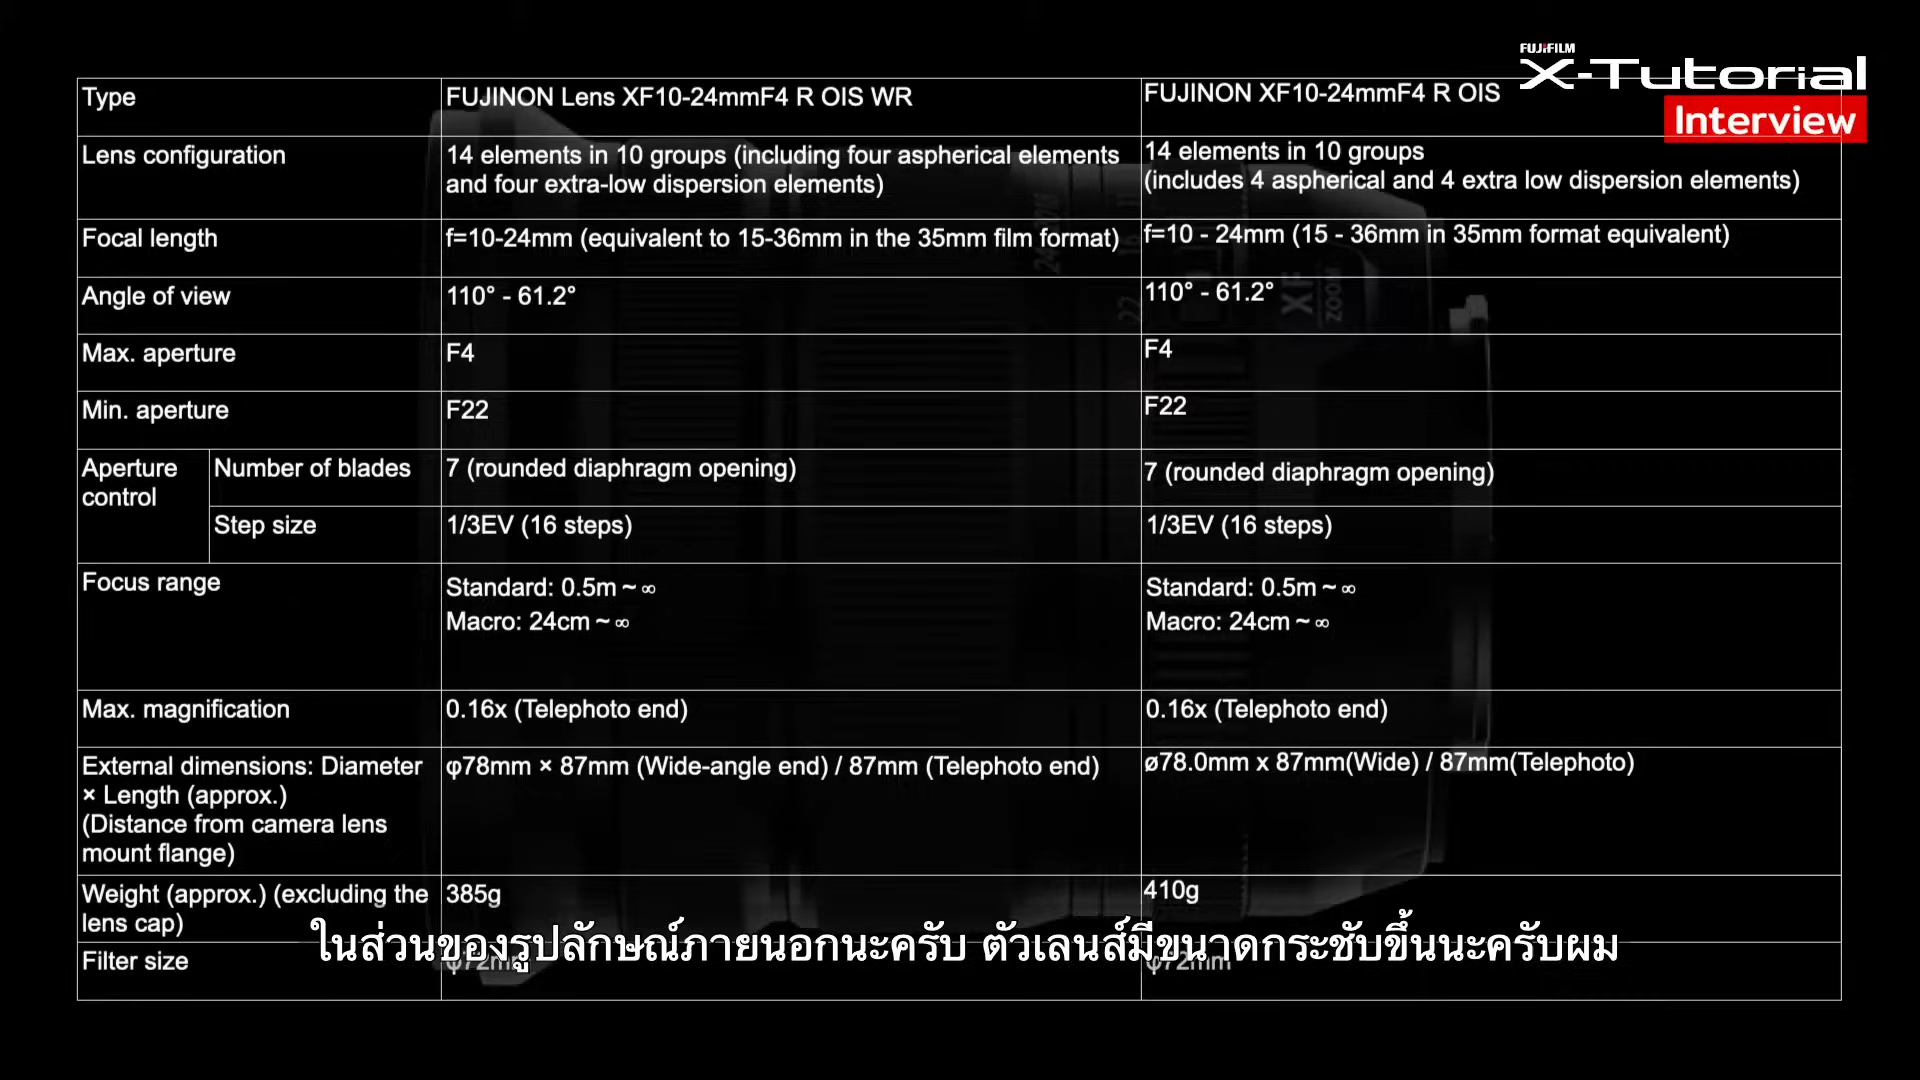 FUJIFILM
X-Tutorial
Interview
Type
FUJINON Lens XF10-24mmF4 R OIS WR
FUJINON XF10-24mmF4 R OIS
Lens configuration
14 elements in 10 groups (including four aspherical elements
and four extra-low dispersion elements)
14 elements in 10 groups
(includes 4 aspherical and 4 extra low dispersion elements)
Focal length
f=10-24mm (equivalent to 15-36mm in the 35mm film format)
f=10 - 24mm (15 - 36mm in 35mm format equivalent)
Angle of view
110° - 61.2°
110° - 61.2°
Max. aperture
F4
F4
Min. aperture
F22
F22
Aperture
control
Number of blades
7 (rounded diaphragm opening)
7 (rounded diaphragm opening)
Step size
1/3EV (16 steps)
1/3EV (16 steps)
Focus range
Standard: 0.5m ~ ∞
Macro: 24cm ~ ∞
Standard: 0.5m ~ ∞
Macro: 24cm ~ ∞
Max. magnification
0.16x (Telephoto end)
0.16x (Telephoto end)
External dimensions: Diameter
× Length (approx.)
(Distance from camera lens
mount flange)
φ78mm × 87mm (Wide-angle end) / 87mm (Telephoto end)
ø78.0mm x 87mm(Wide) / 87mm(Telephoto)
Weight (approx.) (excluding the
lens cap)
385g
410g
Filter size
φ72mm
φ72mm
ในส่วนของรูปลักษณ์ภายนอกนะครับ ตัวเลนส์มีขนาดกระชับขึ้นนะครับผม
XF
ZOOM